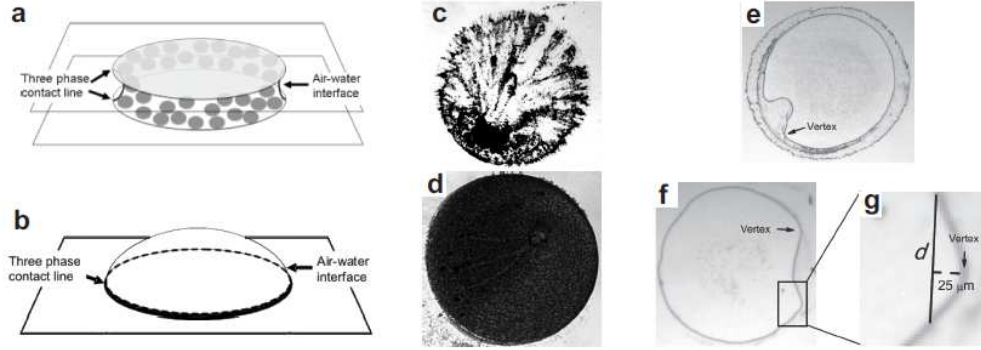 a
Three phase
contact line
Air-water
interface
b
Three phase
contact line
Air-water
interface
c
d
e
Vertex
f
Vertex
g
d
Vertex
25 μm